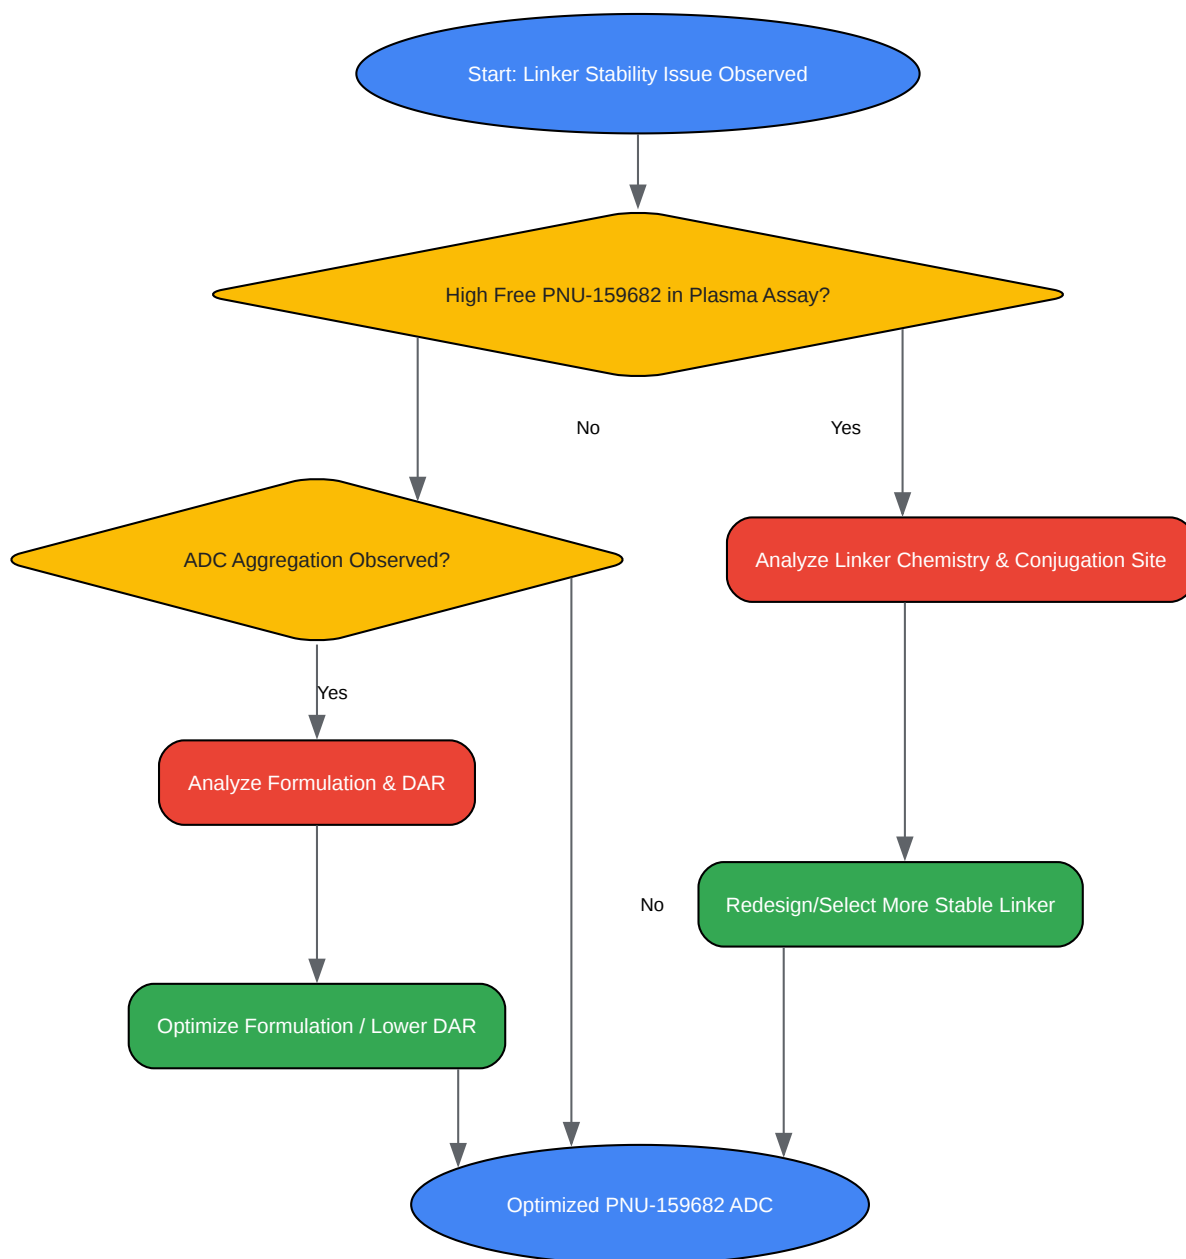 Start: Linker Stability Issue Observed
High Free PNU-159682 in Plasma Assay?
No
Yes
ADC Aggregation Observed?
Analyze Linker Chemistry & Conjugation Site
Yes
Analyze Formulation & DAR
No
Redesign/Select More Stable Linker
Optimize Formulation / Lower DAR
Optimized PNU-159682 ADC